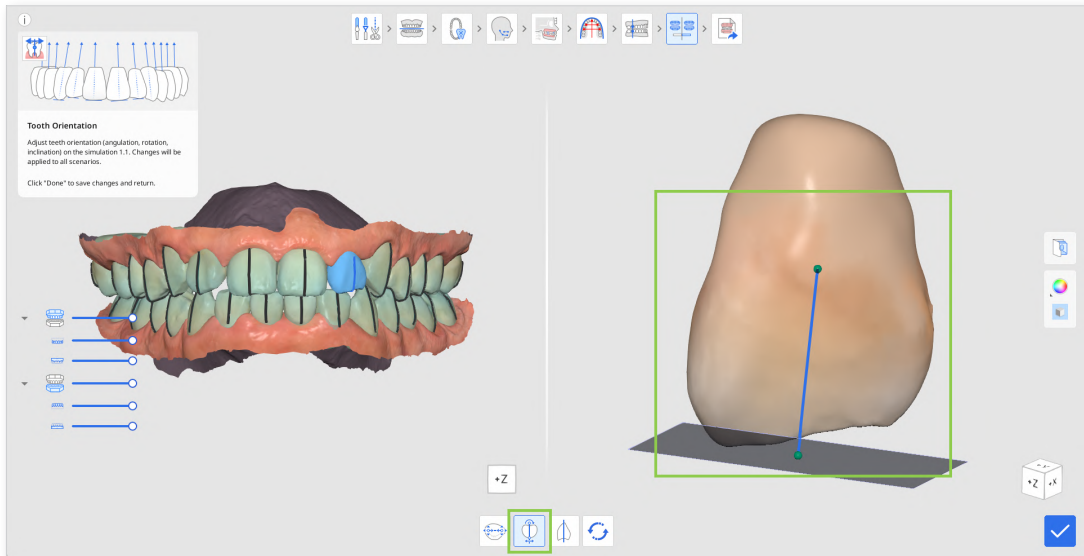 Tooth Orientation
Adjust teeth orientation (angulation, rotation,
inclination) on the simulation 1.1. Changes will be
applied to all scenarios.
Click "Done" to save changes and return.
+Z
+Z